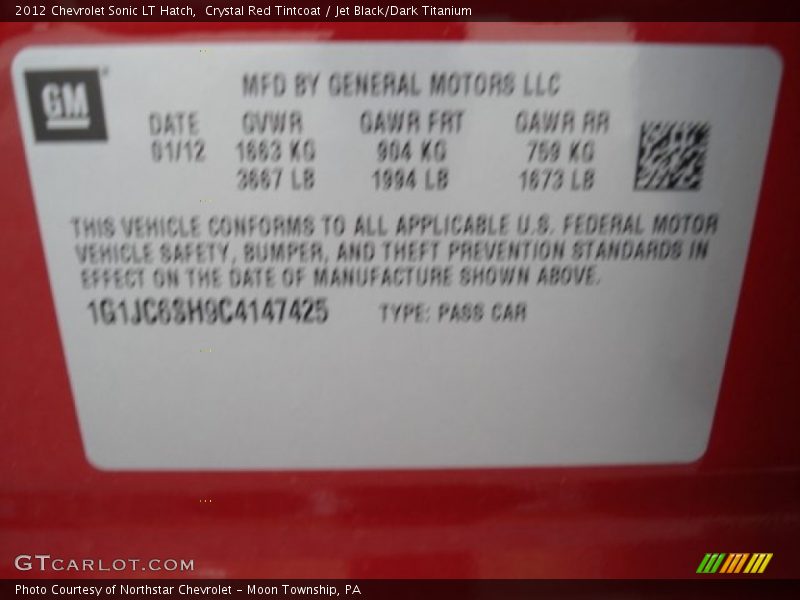 2012 Chevrolet Sonic LT Hatch,  Crystal Red Tintcoat / Jet Black/Dark Titanium
GM
MFD BY GENERAL MOTORS LLC
DATE GVWR GAWR FRT GAWR RR
01/12 1663 KG 904 KG 759 KG
3667 LB 1994 LB 1673 LB
THIS VEHICLE CONFORMS TO ALL APPLICABLE U.S. FEDERAL MOTOR
VEHICLE SAFETY, BUMPER, AND THEFT PREVENTION STANDARDS IN
EFFECT ON THE DATE OF MANUFACTURE SHOWN ABOVE.
1G1JC6SH9C4147425 TYPE: PASS CAR
GTCARLOT.COM
Photo Courtesy of Northstar Chevrolet - Moon Township, PA